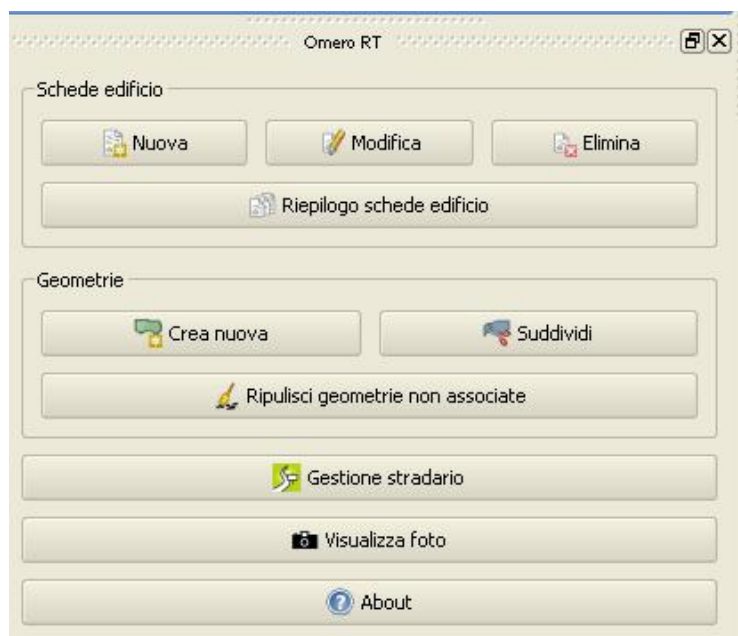 Omero RT
Schede edificio
Nuova Modifica Elimina
Riepilogo schede edificio
Geometrie
Crea nuova Suddividi
Ripulisci geometrie non associate
Gestione stradario
Visualizza foto
About